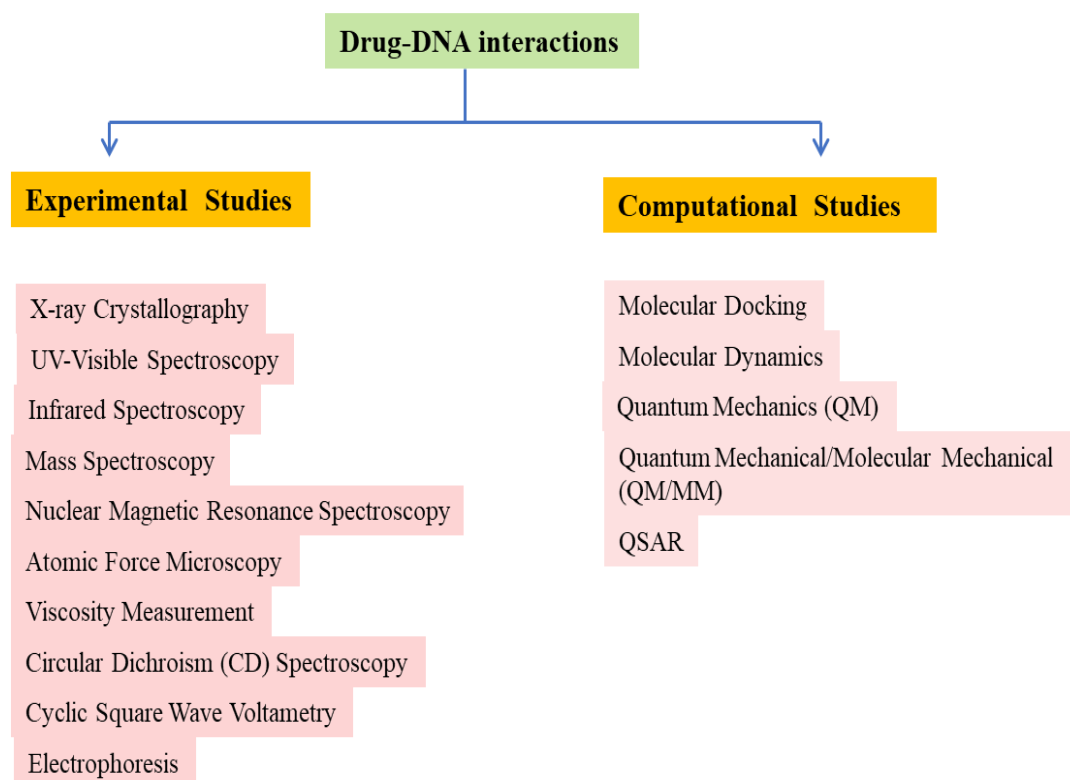 Drug-DNA interactions
Experimental Studies
X-ray Crystallography
UV-Visible Spectroscopy
Infrared Spectroscopy
Mass Spectroscopy
Nuclear Magnetic Resonance Spectroscopy
Atomic Force Microscopy
Viscosity Measurement
Circular Dichroism (CD) Spectroscopy
Cyclic Square Wave Voltametry
Electrophoresis
Computational Studies
Molecular Docking
Molecular Dynamics
Quantum Mechanics (QM)
Quantum Mechanical/Molecular Mechanical
(QM/MM)
QSAR